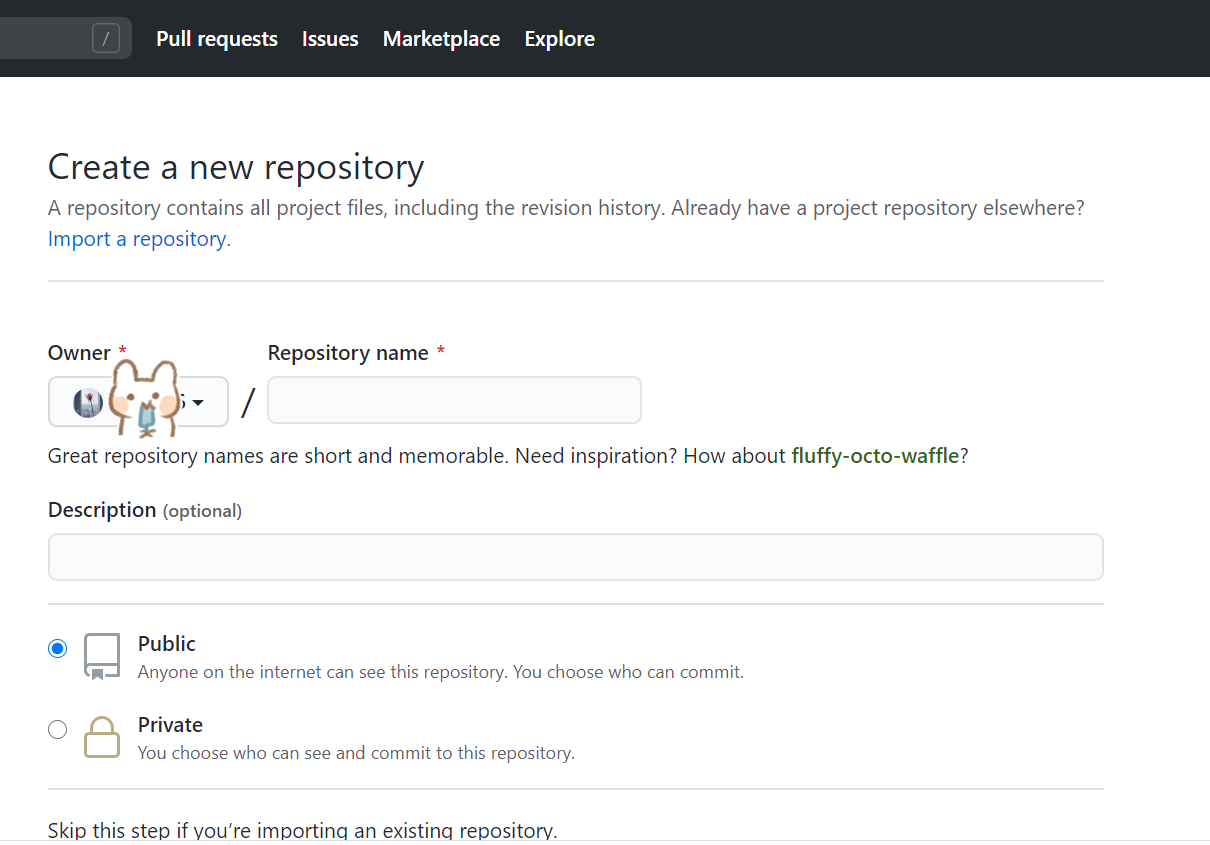 /
Pull requests Issues Marketplace Explore
Create a new repository
A repository contains all project files, including the revision history. Already have a project repository elsewhere?
Import a repository.
Owner * Repository name *
/
Great repository names are short and memorable. Need inspiration? How about fluffy-octo-waffle?
Description (optional)
Public
Anyone on the internet can see this repository. You choose who can commit.
Private
You choose who can see and commit to this repository.
Skip this step if you’re importing an existing repository.